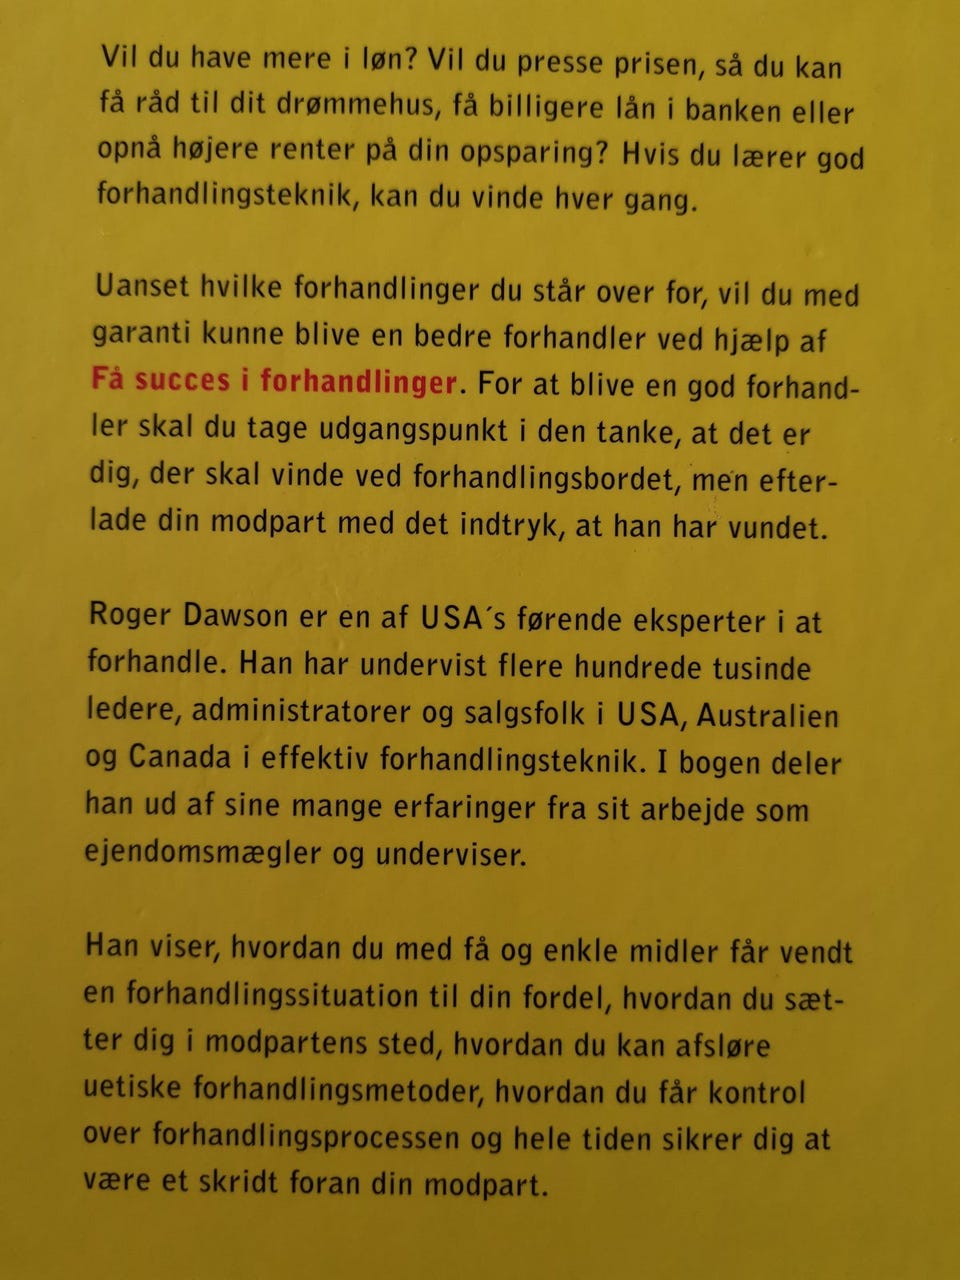 Vil du have mere i løn? Vil du presse prisen, så du kan
få råd til dit drømmehus, få billigere lån i banken eller
opnå højere renter på din opsparing? Hvis du lærer god
forhandlingsteknik, kan du vinde hver gang.
Uanset hvilke forhandlinger du står over for, vil du med
garanti kunne blive en bedre forhandler ved hjælp af
Få succes i forhandlinger. For at blive en god forhand-
ler skal du tage udgangspunkt i den tanke, at det er
dig, der skal vinde ved forhandlingsbordet, men efter-
lade din modpart med det indtryk, at han har vundet.
Roger Dawson er en af USA´s førende eksperter i at
forhandle. Han har undervist flere hundrede tusinde
ledere, administratorer og salgsfolk i USA, Australien
og Canada i effektiv forhandlingsteknik. I bogen deler
han ud af sine mange erfaringer fra sit arbejde som
ejendomsmægler og underviser.
Han viser, hvordan du med få og enkle midler får vendt
en forhandlingssituation til din fordel, hvordan du sæt-
ter dig i modpartens sted, hvordan du kan afsløre
uetiske forhandlingsmetoder, hvordan du får kontrol
over forhandlingsprocessen og hele tiden sikrer dig at
være et skridt foran din modpart.